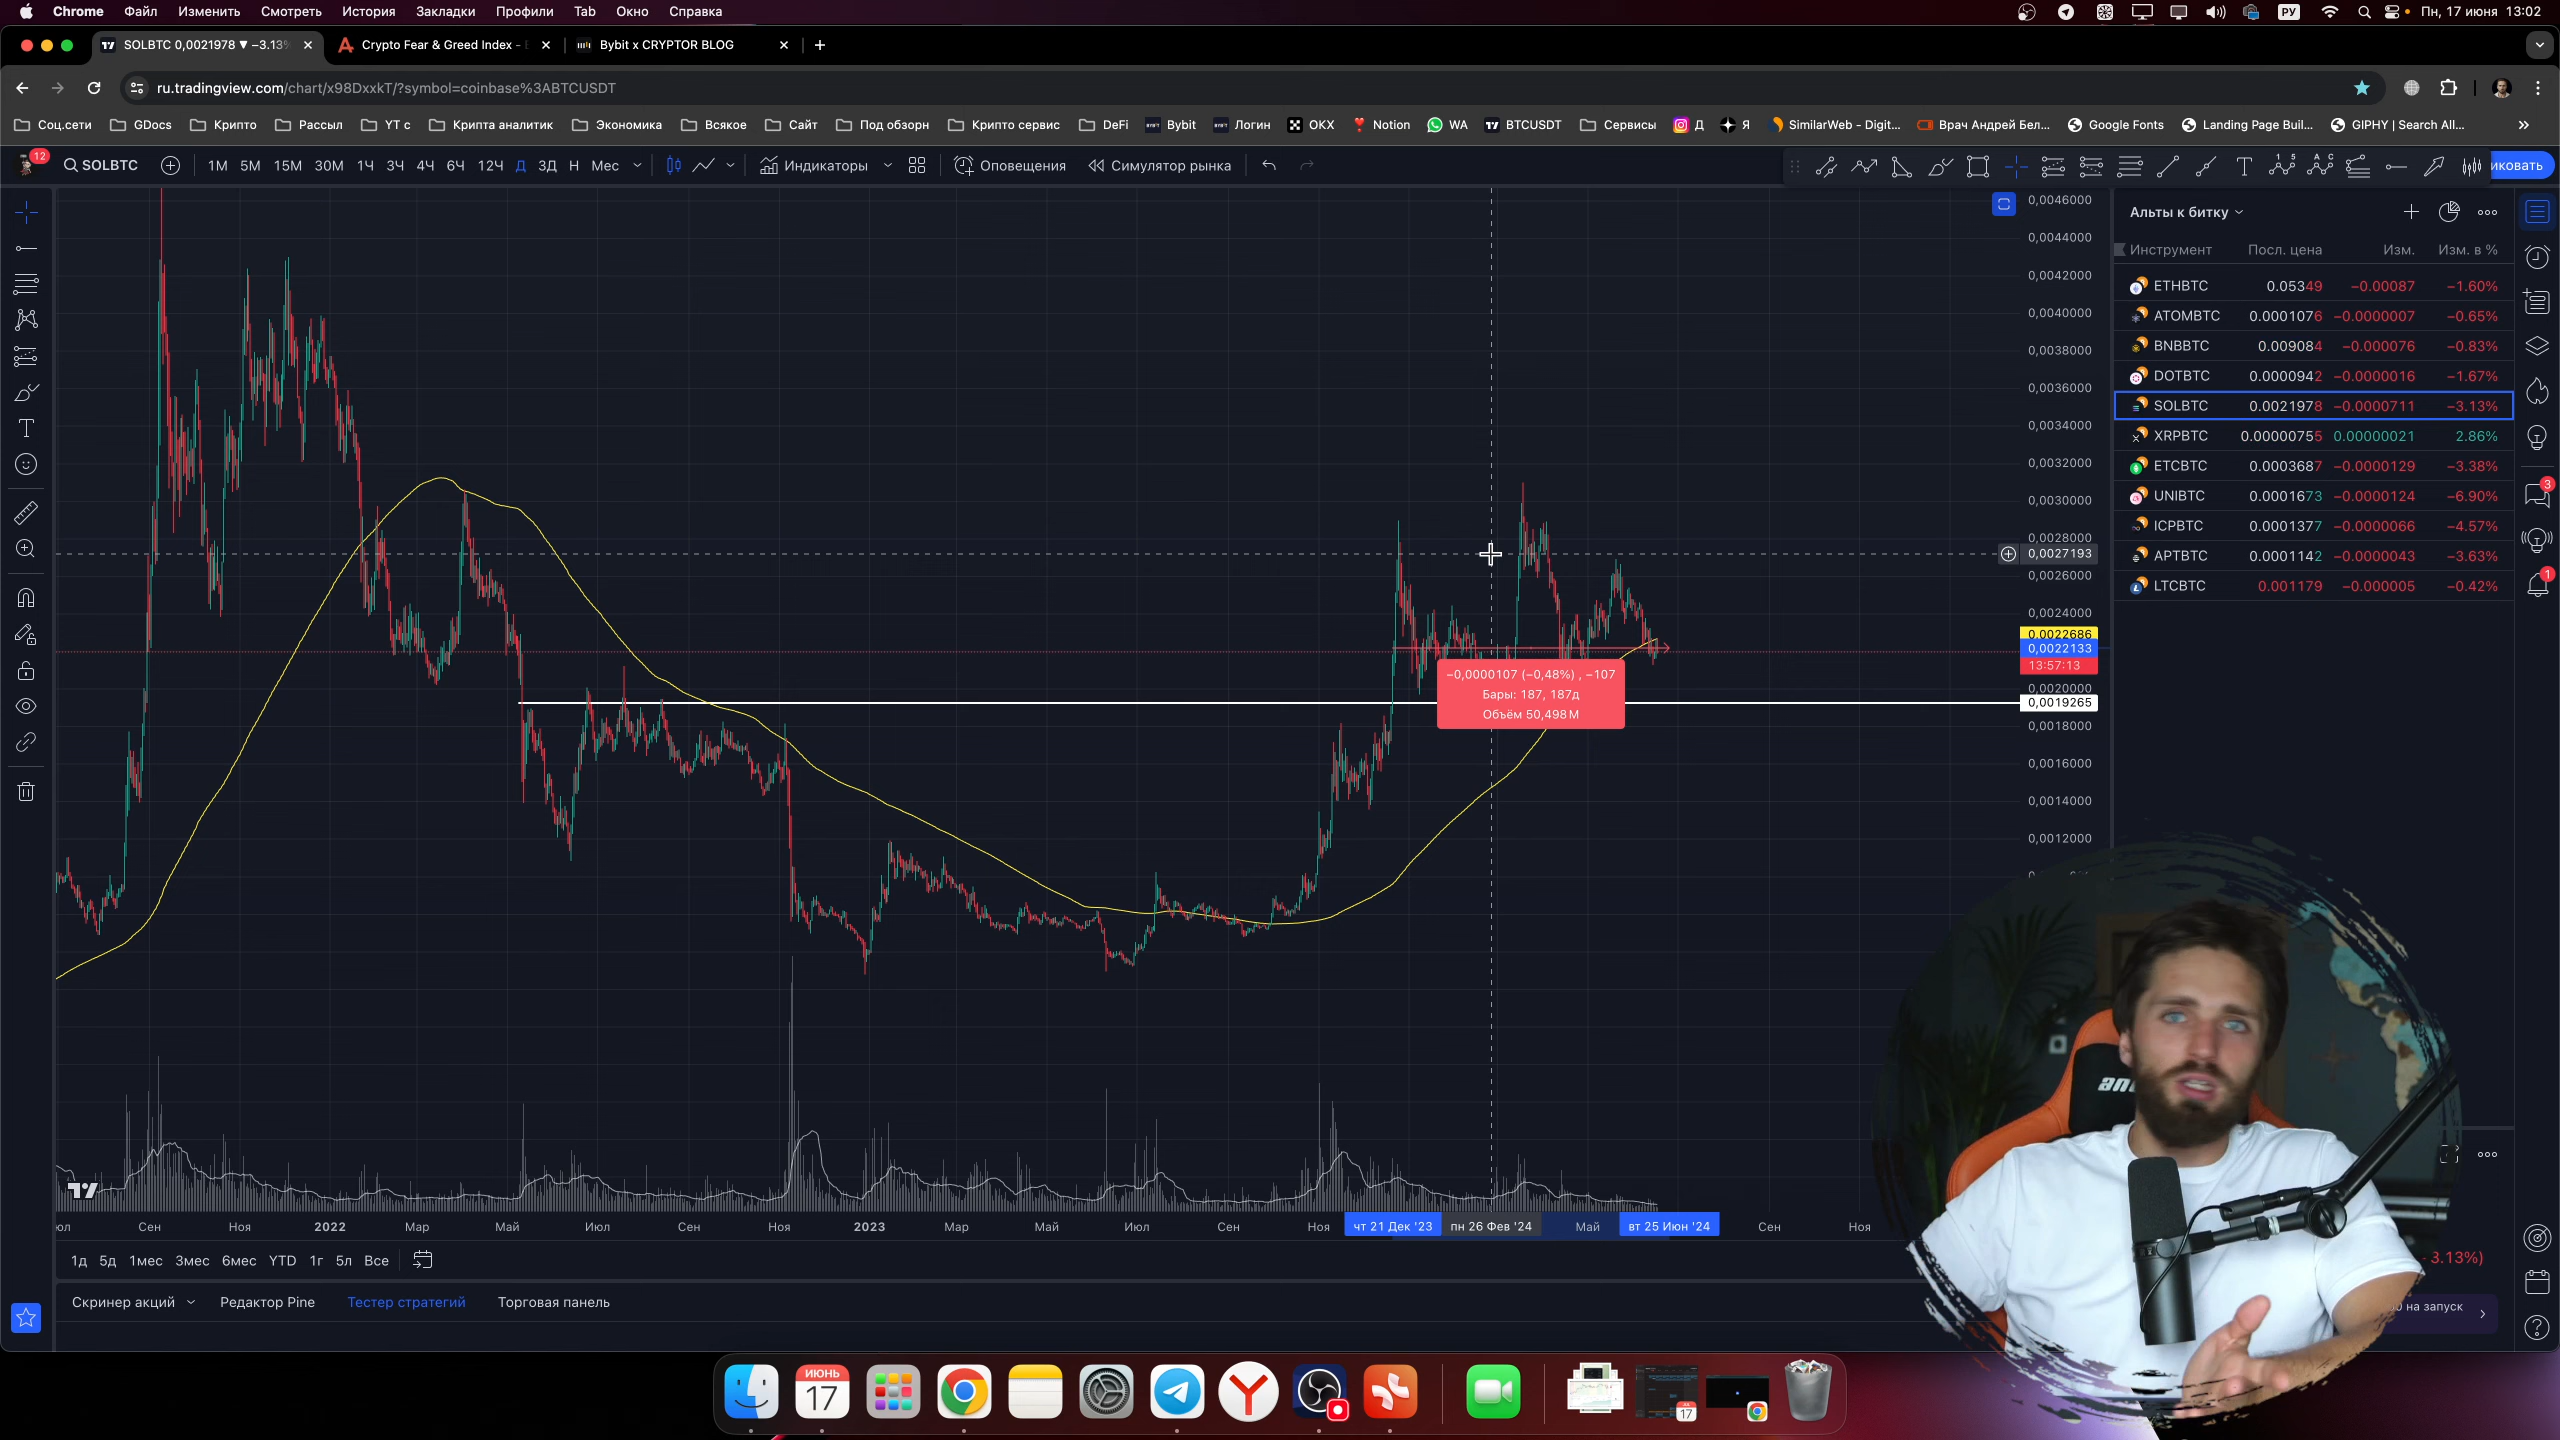 Chrome Файл Изменить Смотреть История Закладки Профили Tab Окно Справка РУ Пн, 17 июня 13:02
SOLBTC 0,0021978 ▼ −3.13% Crypto Fear & Greed Index - Bybit x CRYPTOR BLOG
ru.tradingview.com/chart/x98DxxkT/?symbol=coinbase%3ABTCUSDT
Соц.сети GDocs Крипто Рассыл YT с Крипта аналитик Экономика Всякое Сайт Под обзорн Крипто сервис DeFi Bybit Логин OKX Notion WA BTCUSDT Сервисы Д Я SimilarWeb - Digit... Врач Андрей Бел... Google Fonts Landing Page Buil... GIPHY | Search All...
12 SOLBTC 1М 5М 15М 30М 1Ч 3Ч 4Ч 6Ч 12Ч Д 3Д Н Мес Индикаторы Оповещения Симулятор рынка иковать
0,0046000
0,0044000
0,0042000
0,0040000
0,0038000
0,0036000
0,0034000
0,0032000
0,0030000
0,0028000
0,0027193
0,0026000
0,0024000
0,0022686
0,0022133
13:57:13
0,0020000
0,0019265
0,0018000
0,0016000
0,0014000
0,0012000
−0,0000107 (−0,48%) , −107
Бары: 187, 187д
Объём 50,498 M
Альты к битку
Инструмент Посл. цена Изм. Изм. в %
ETHBTC 0.05349 −0.00087 −1.60%
ATOMBTC 0.0001076 −0.0000007 −0.65%
BNBBTC 0.009084 −0.000076 −0.83%
DOTBTC 0.0000942 −0.0000016 −1.67%
SOLBTC 0.0021978 −0.0000711 −3.13%
XRPBTC 0.00000755 0.00000021 2.86%
ETCBTC 0.0003687 −0.0000129 −3.38%
UNIBTC 0.0001673 −0.0000124 −6.90%
ICPBTC 0.0001377 −0.0000066 −4.57%
APTBTC 0.0001142 −0.0000043 −3.63%
LTCBTC 0.001179 −0.000005 −0.42%
3
1
an
3.13%)
на запуск
Сен Ноя 2022 Мар Май Июл Сен Ноя 2023 Мар Май Июл Сен Ноя чт 21 Дек '23 пн 26 Фев '24 Май вт 25 Июн '24 Сен Ноя
1д 5д 1мес 3мес 6мес YTD 1г 5л Все
Скринер акций Редактор Pine Тестер стратегий Торговая панель
ИЮНЬ
17
17